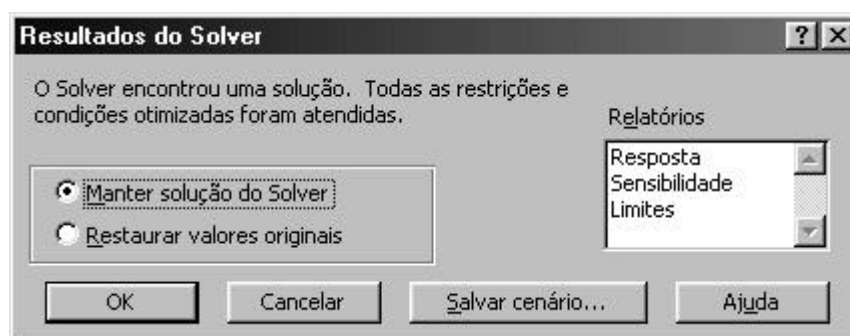 Resultados do Solver
O Solver encontrou uma solução. Todas as restrições e
condições otimizadas foram atendidas.
Relatórios
Resposta
Sensibilidade
Limites
Manter solução do Solver
Restaurar valores originais
OK
Cancelar
Salvar cenário...
Ajuda